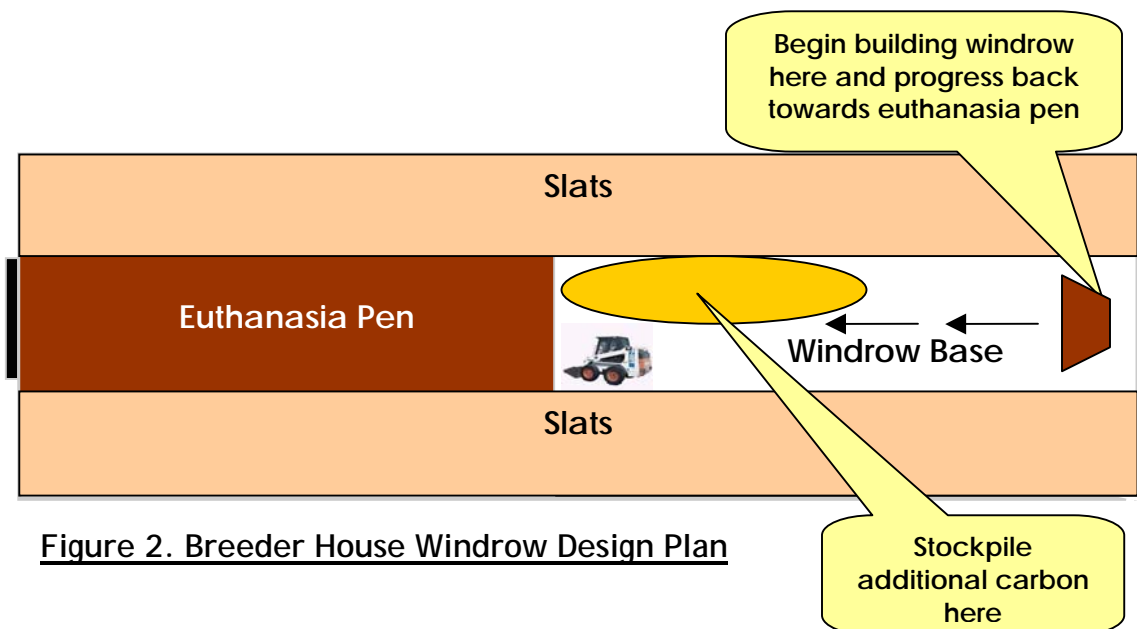 Begin building windrow
here and progress back
towards euthanasia pen
Slats
Euthanasia Pen
Windrow Base
Slats
Figure 2. Breeder House Windrow Design Plan
Stockpile
additional carbon
here